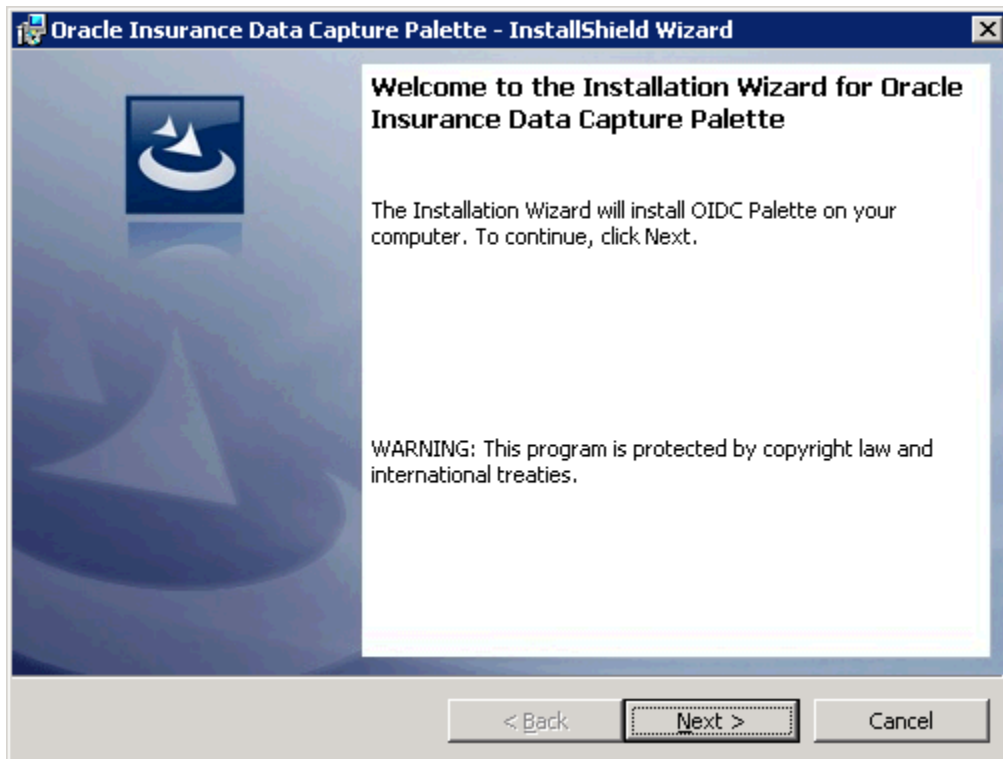 Oracle Insurance Data Capture Palette - InstallShield Wizard
Welcome to the Installation Wizard for Oracle
Insurance Data Capture Palette
The Installation Wizard will install OIDC Palette on your
computer. To continue, click Next.
WARNING: This program is protected by copyright law and
international treaties.
< Back
Next >
Cancel